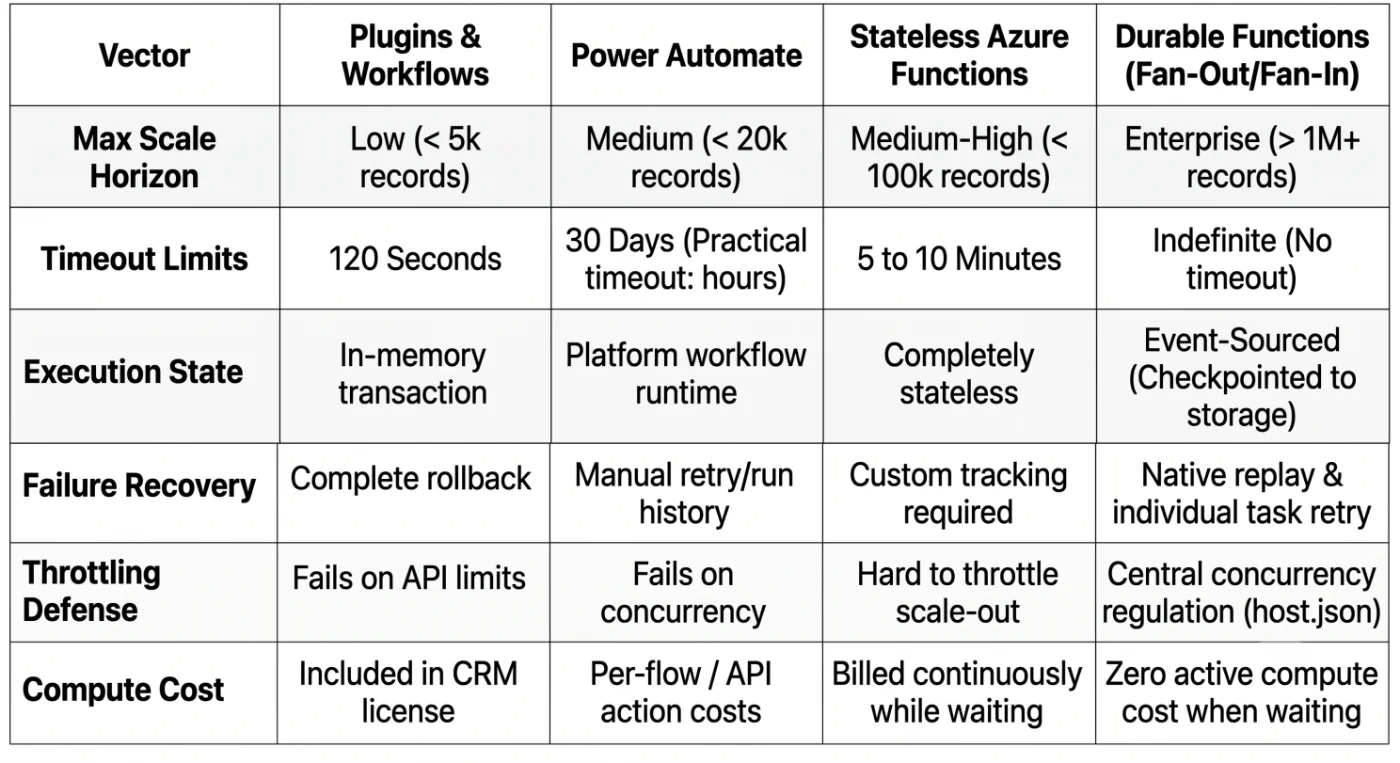 Vector
Plugins &
Workflows
Power Automate
Stateless Azure
Functions
Durable Functions
(Fan-Out/Fan-In)
Max Scale
Horizon
Low (< 5k
records)
Medium (< 20k
records)
Medium-High (<
100k records)
Enterprise (> 1M+
records)
Timeout Limits
120 Seconds
30 Days (Practical
timeout: hours)
5 to 10 Minutes
Indefinite (No
timeout)
Execution State
In-memory
transaction
Platform workflow
runtime
Completely
stateless
Event-Sourced
(Checkpointed to
storage)
Failure Recovery
Complete rollback
Manual retry/run
history
Custom tracking
required
Native replay &
individual task retry
Throttling
Defense
Fails on API limits
Fails on
concurrency
Hard to throttle
scale-out
Central concurrency
regulation (host.json)
Compute Cost
Included in CRM
license
Per-flow / API
action costs
Billed continuously
while waiting
Zero active compute
cost when waiting